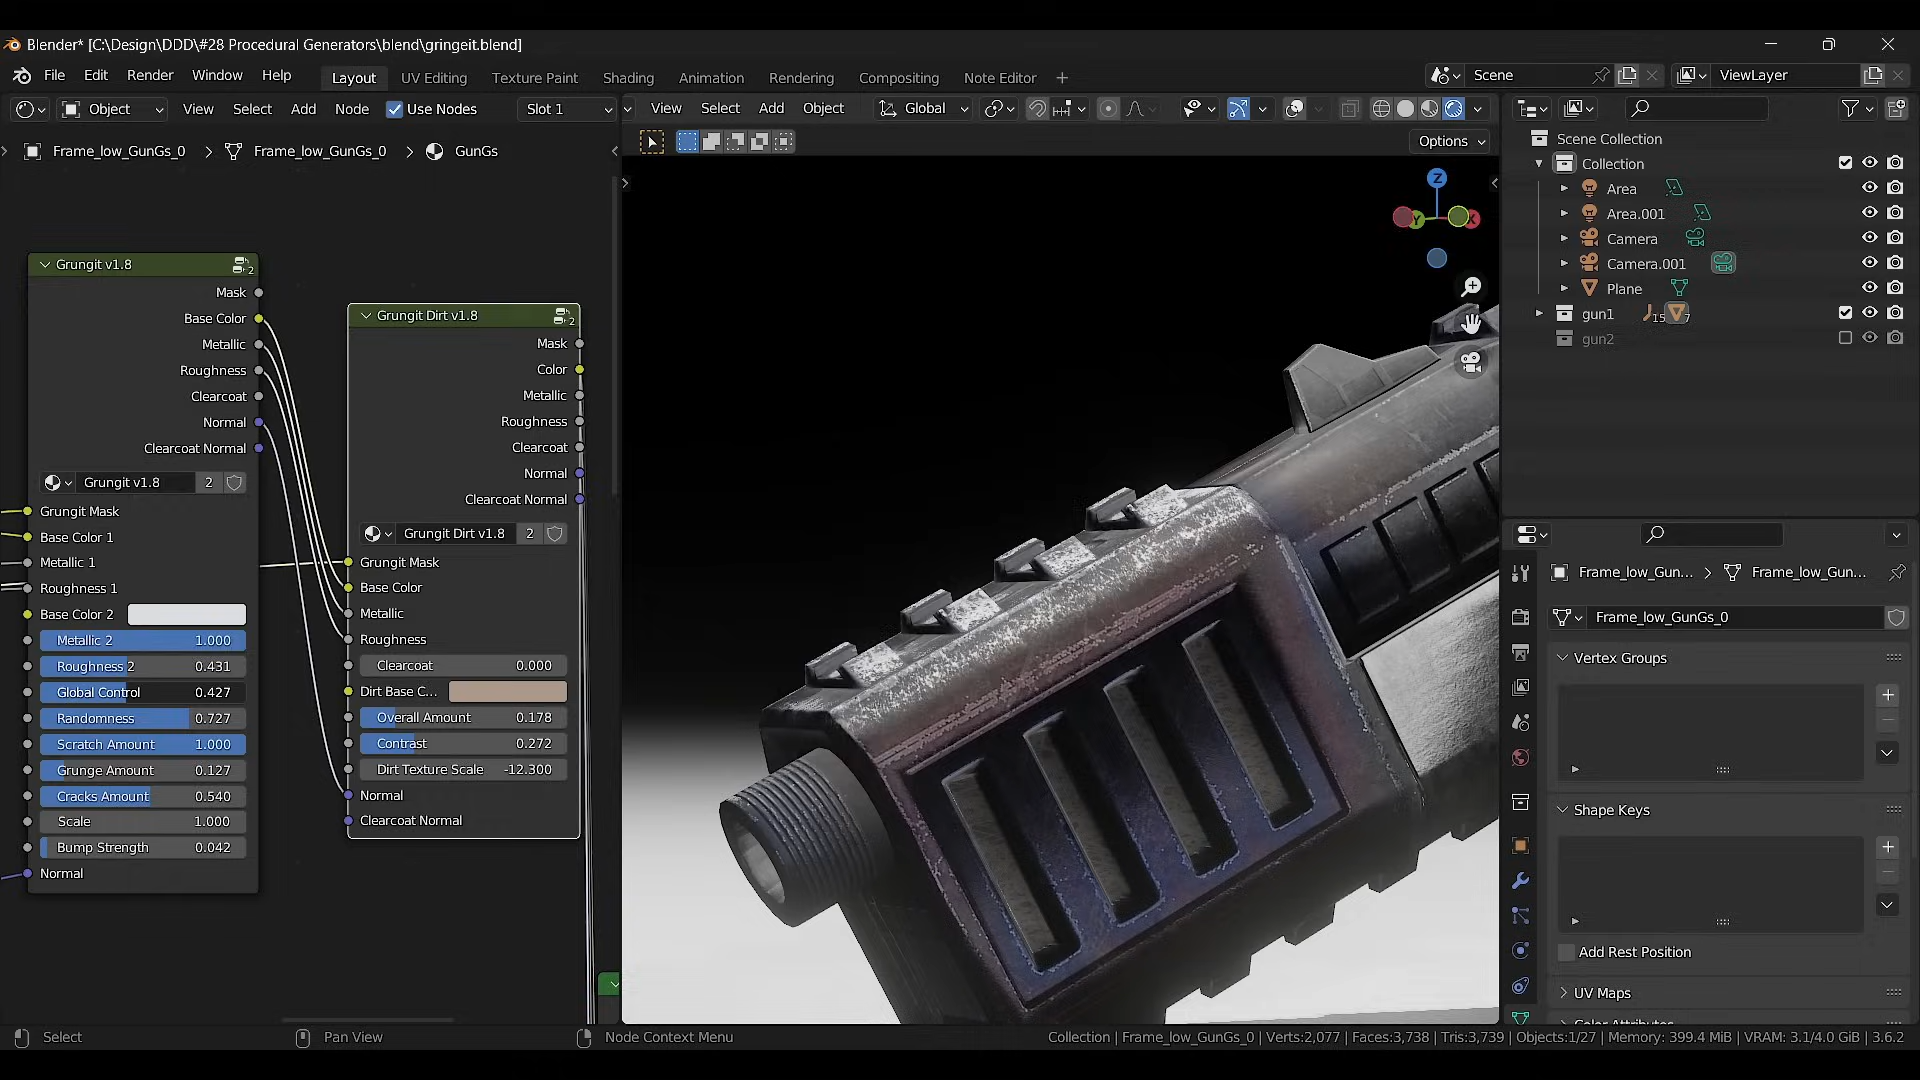 Blender* [C:\Design\DDD\#28 Procedural Generators\blend\gringeit.blend]
File Edit Render Window Help Layout UV Editing Texture Paint Shading Animation Rendering Compositing Note Editor + Scene ViewLayer
Object View Select Add Node Use Nodes Slot 1 View Select Add Object Global
Options
Frame_low_GunGs_0 > Frame_low_GunGs_0 > GunGs
Grungit v1.8 2
Mask
Base Color
Metallic
Roughness
Clearcoat
Normal
Clearcoat Normal
Grungit v1.8 2
Grungit Mask
Base Color 1
Metallic 1
Roughness 1
Base Color 2
Metallic 2 1.000
Roughness 2 0.431
Global Control 0.427
Randomness 0.727
Scratch Amount 1.000
Grunge Amount 0.127
Cracks Amount 0.540
Scale 1.000
Bump Strength 0.042
Normal
Grungit Dirt v1.8 2
Mask
Color
Metallic
Roughness
Clearcoat
Normal
Clearcoat Normal
Grungit Dirt v1.8 2
Grungit Mask
Base Color
Metallic
Roughness
Clearcoat 0.000
Dirt Base C...
Overall Amount 0.178
Contrast 0.272
Dirt Texture Scale -12.300
Normal
Clearcoat Normal
Z
Y X
Scene Collection
Collection
Area
Area.001
Camera
Camera.001
Plane
gun1 15 7
gun2
Frame_low_Gun... > Frame_low_Gun...
Frame_low_GunGs_0
Vertex Groups
Shape Keys
Add Rest Position
UV Maps
Color Attributes
Select Pan View Node Context Menu Collection | Frame_low_GunGs_0 | Verts:2,077 | Faces:3,738 | Tris:3,739 | Objects:1/27 | Memory: 399.4 MiB | VRAM: 3.1/4.0 GiB | 3.6.2